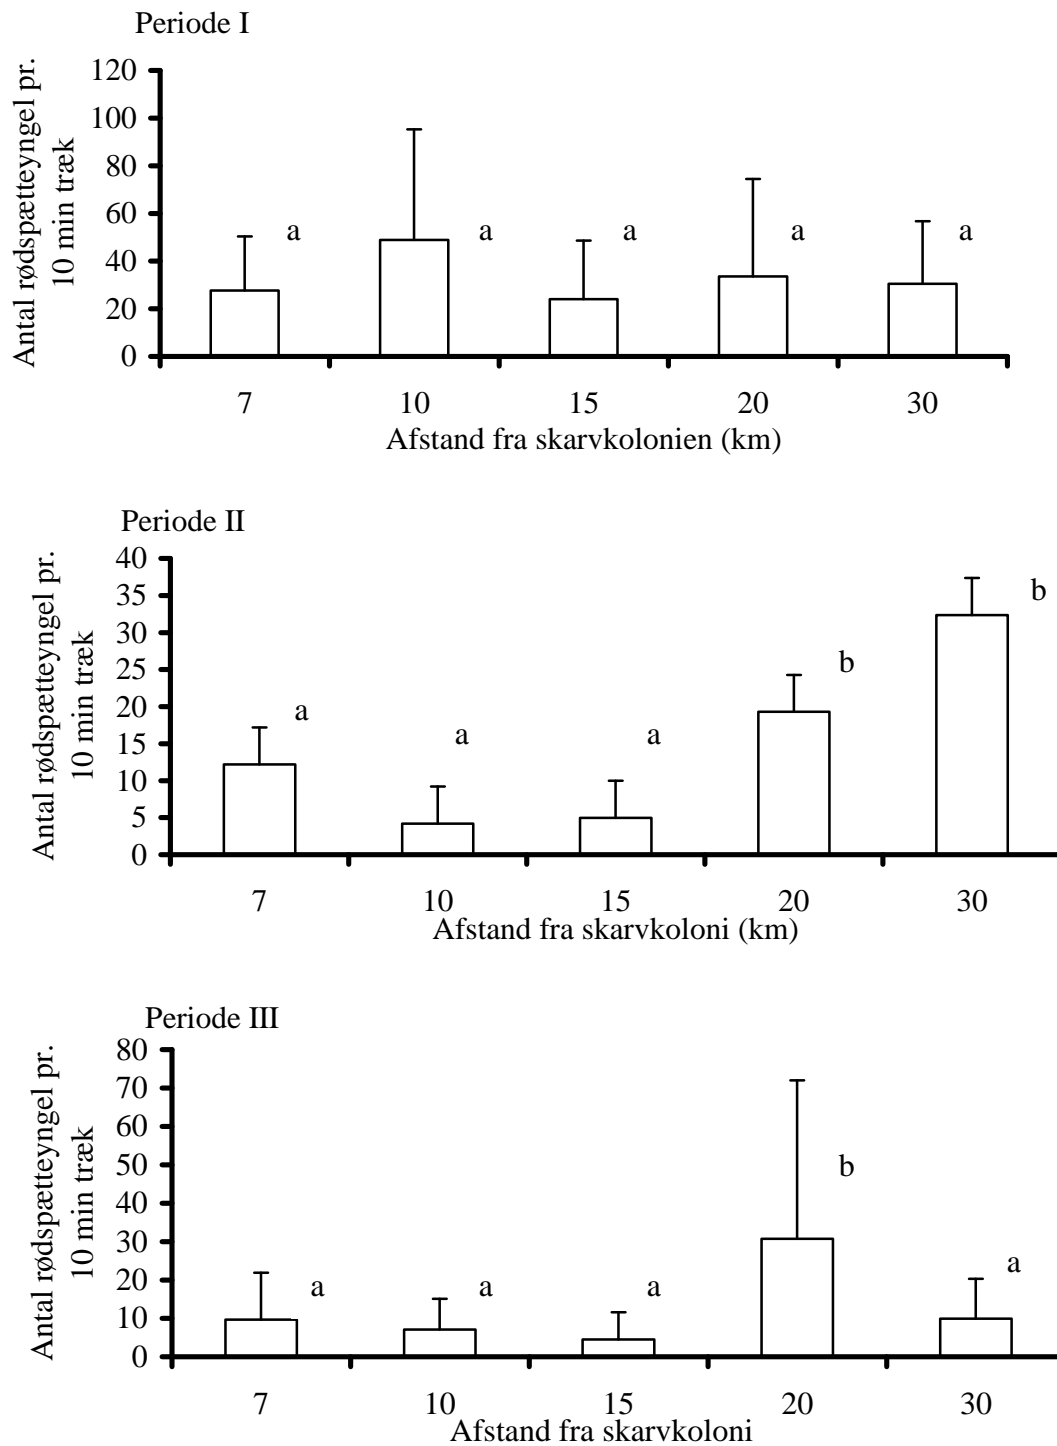 Periode I
Antal rødspætteyngel pr.
10 min træk
120
100
80
60
40
20
0
a
a
a
a
a
7
10
15
20
30
Afstand fra skarvkolonien (km)
Periode II
Antal rødspætteyngel pr.
10 min træk
40
35
30
25
20
15
10
5
0
a
a
a
b
b
7
10
15
20
30
Afstand fra skarvkoloni (km)
Periode III
Antal rødspætteyngel pr.
10 min træk
80
70
60
50
40
30
20
10
0
a
a
a
b
a
7
10
15
20
30
Afstand fra skarvkoloni